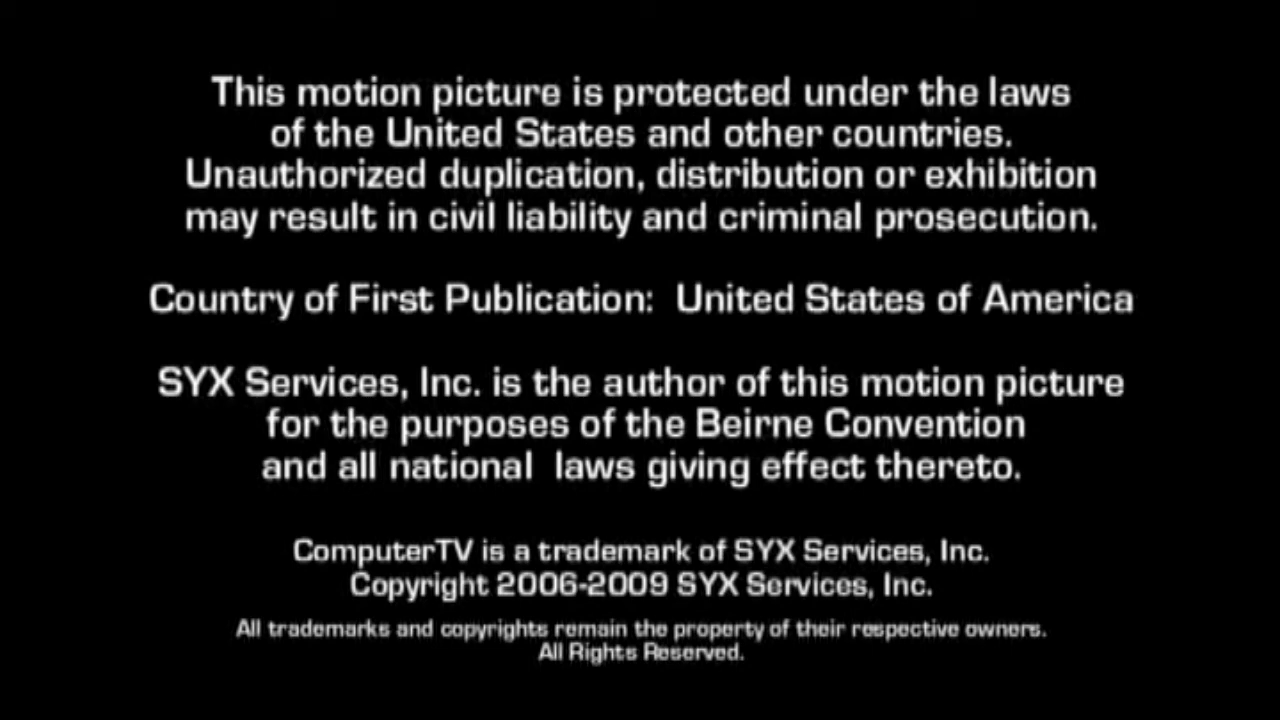 This motion picture is protected under the laws
of the United States and other countries.
Unauthorized duplication, distribution or exhibition
may result in civil liability and criminal prosecution.
Country of First Publication:  United States of America
SYX Services, Inc. is the author of this motion picture
for the purposes of the Beirne Convention
and all national  laws giving effect thereto.
ComputerTV is a trademark of SYX Services, Inc.
Copyright 2006-2009 SYX Services, Inc.
All trademarks and copyrights remain the property of their respective owners.
All Rights Reserved.